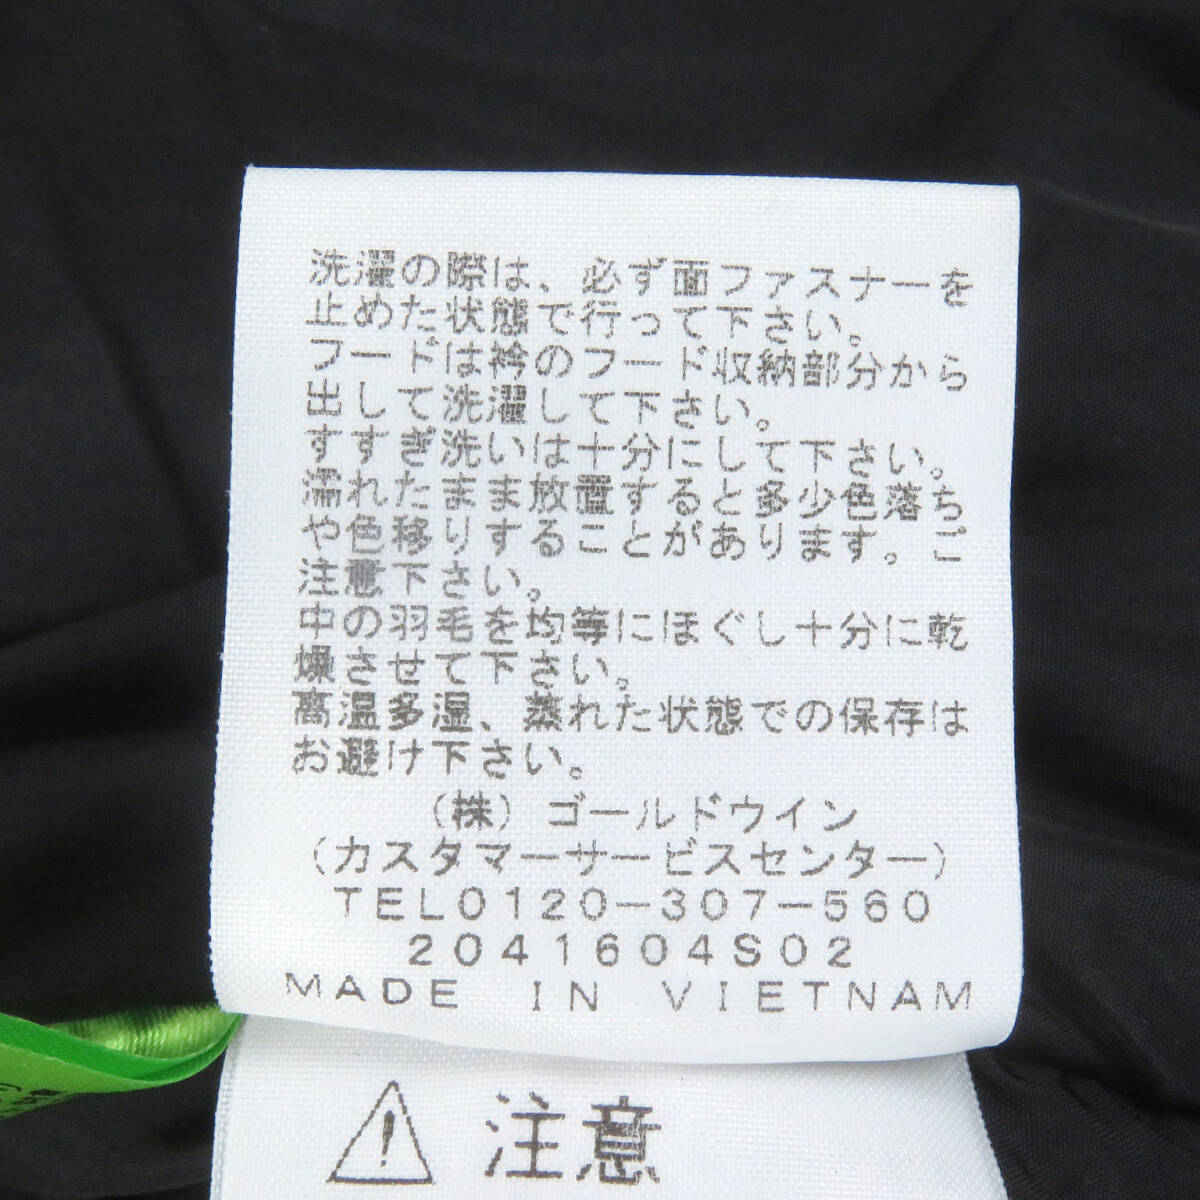 洗濯の際は、必ず面ファスナーを
止めた状態で行って下さい。
フードは衿のフード収納部分から
出して洗濯して下さい。
すすぎ洗いは十分にして下さい。
濡れたまま放置すると多少色落ち
や色移りすることがあります。ご
注意下さい。
中の羽毛を均等にほぐし十分に乾
燥させて下さい。
高温多湿、蒸れた状態での保存は
お避け下さい。
(株)ゴールドウイン
(カスタマーサービスセンター)
TEL0120-307-560
2041604S02
MADE IN VIETNAM
注意